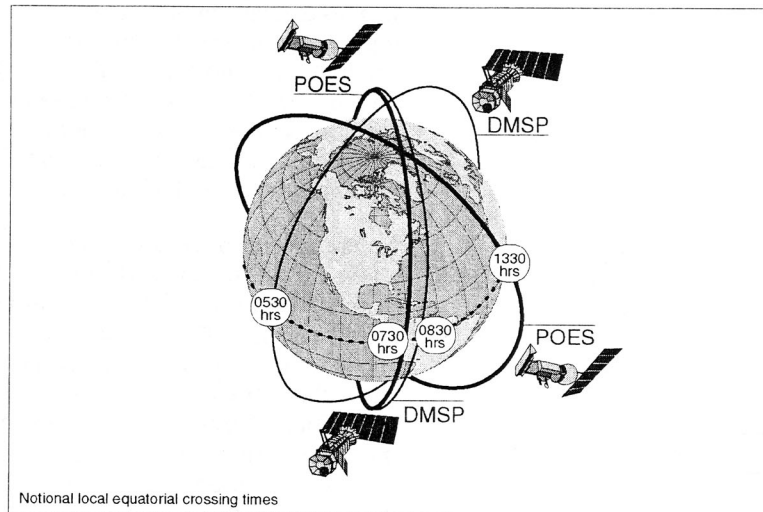 POES
DMSP
1330
hrs
0530
hrs
0730
hrs
0830
hrs
POES
DMSP
Notional local equatorial crossing times